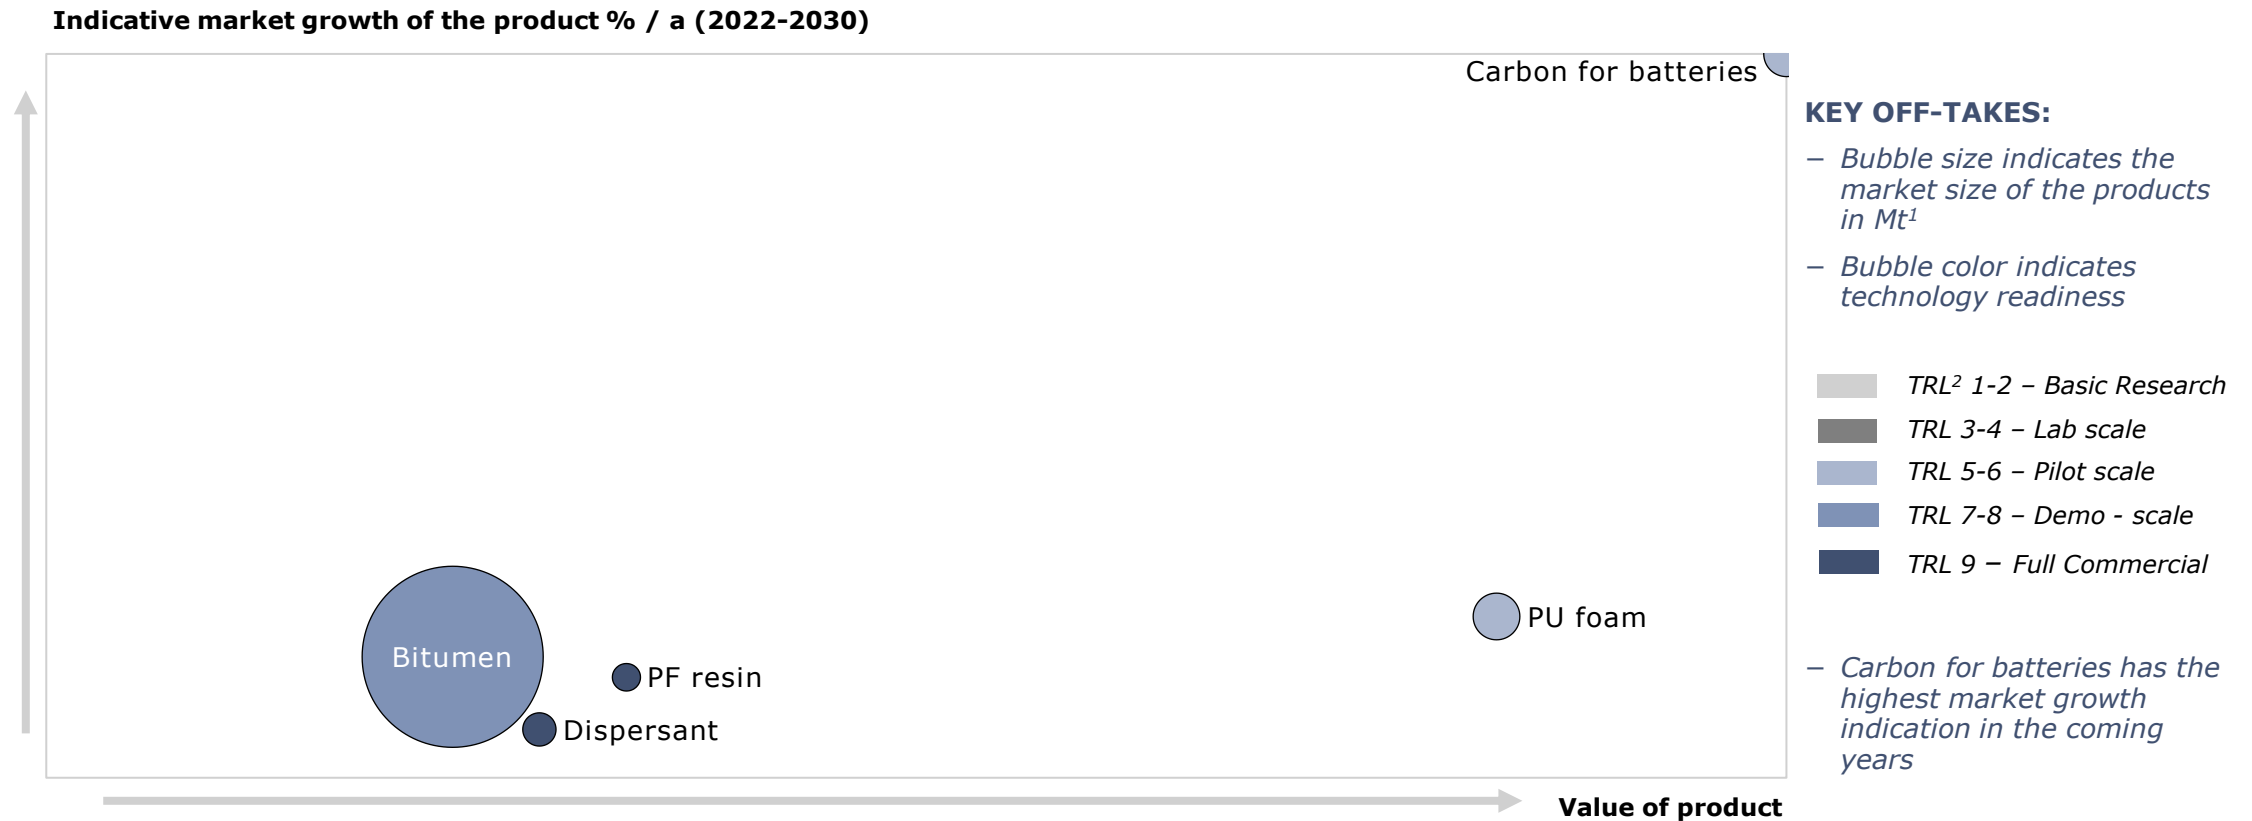 Indicative market growth of the product % / a (2022-2030)
Carbon for batteries
Bitumen
PF resin
Dispersant
PU foam
Value of product
KEY OFF-TAKES:
− Bubble size indicates the
market size of the products
in Mt¹
− Bubble color indicates
technology readiness
TRL² 1-2 – Basic Research
TRL 3-4 – Lab scale
TRL 5-6 – Pilot scale
TRL 7-8 – Demo - scale
TRL 9 – Full Commercial
− Carbon for batteries has the
highest market growth
indication in the coming
years